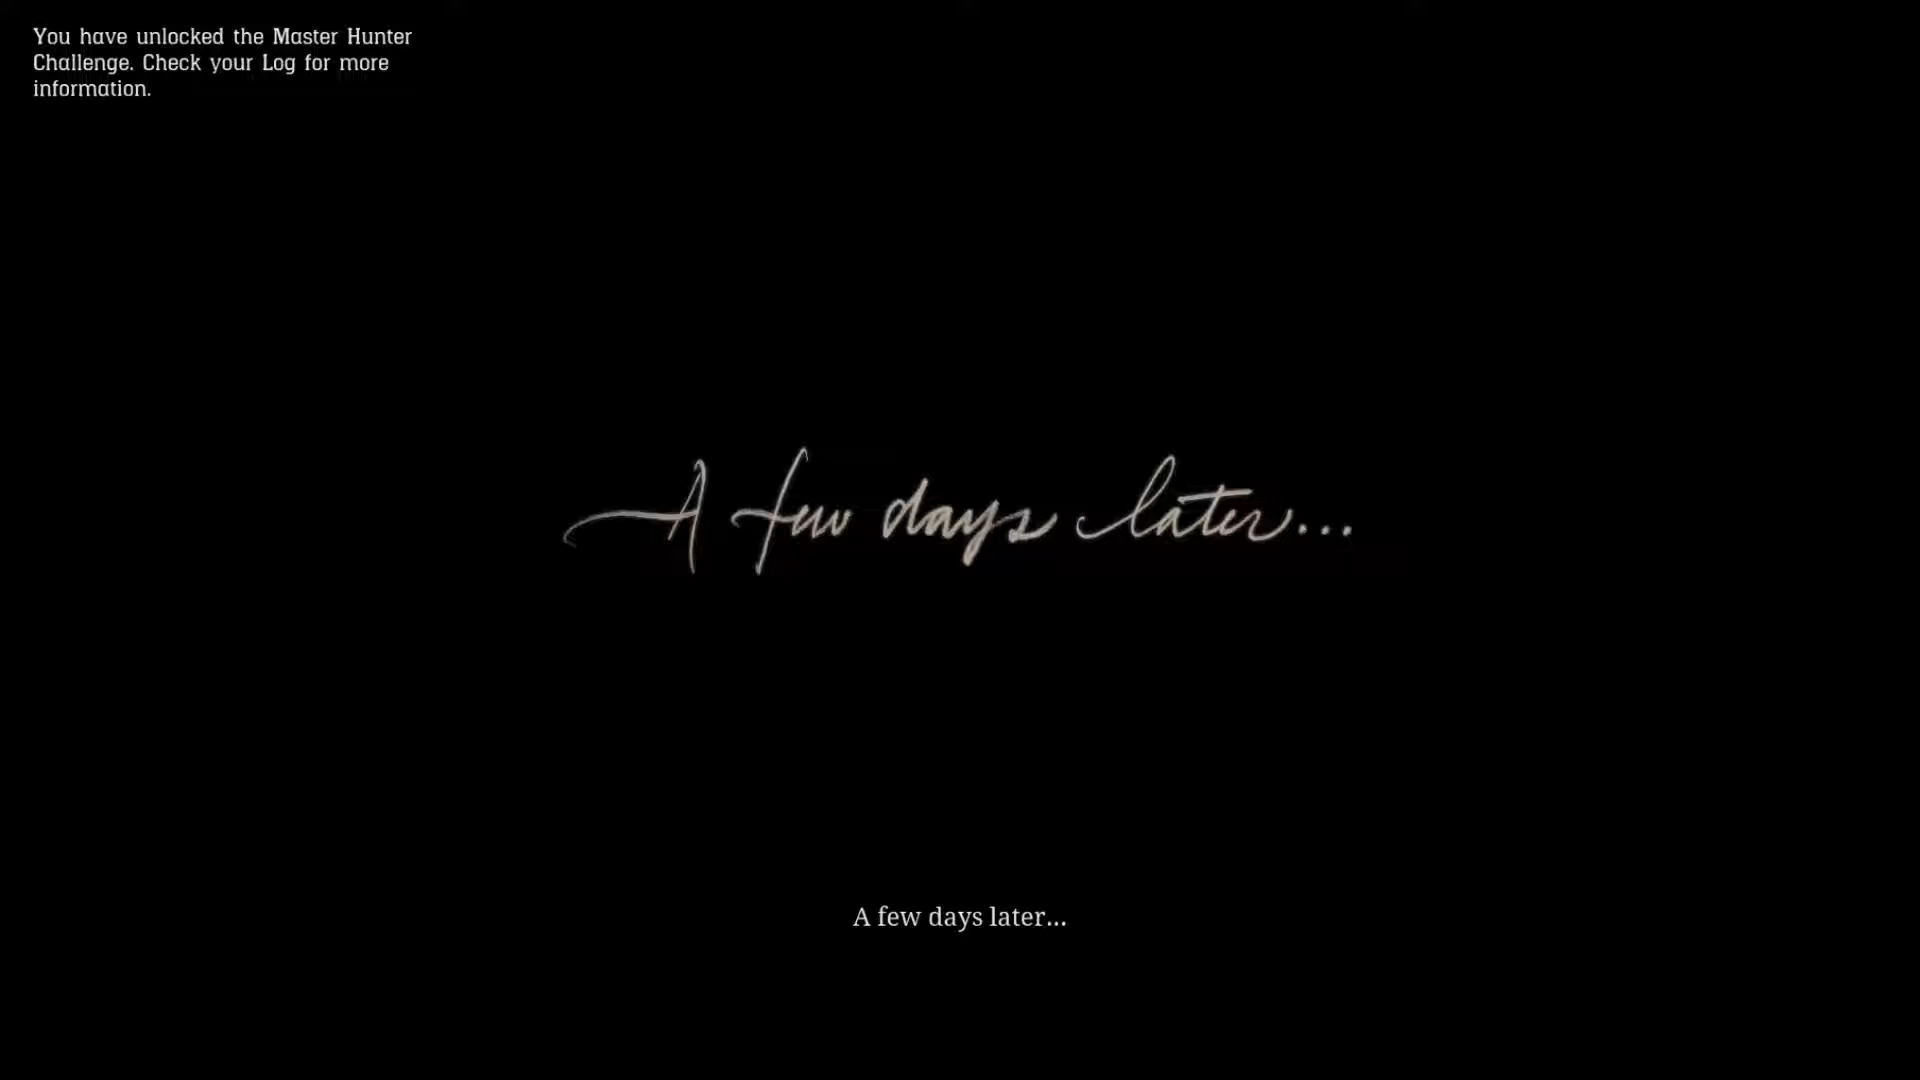 You have unlocked the Master Hunter
Challenge. Check your Log for more
information.
A few days later...
A few days later...